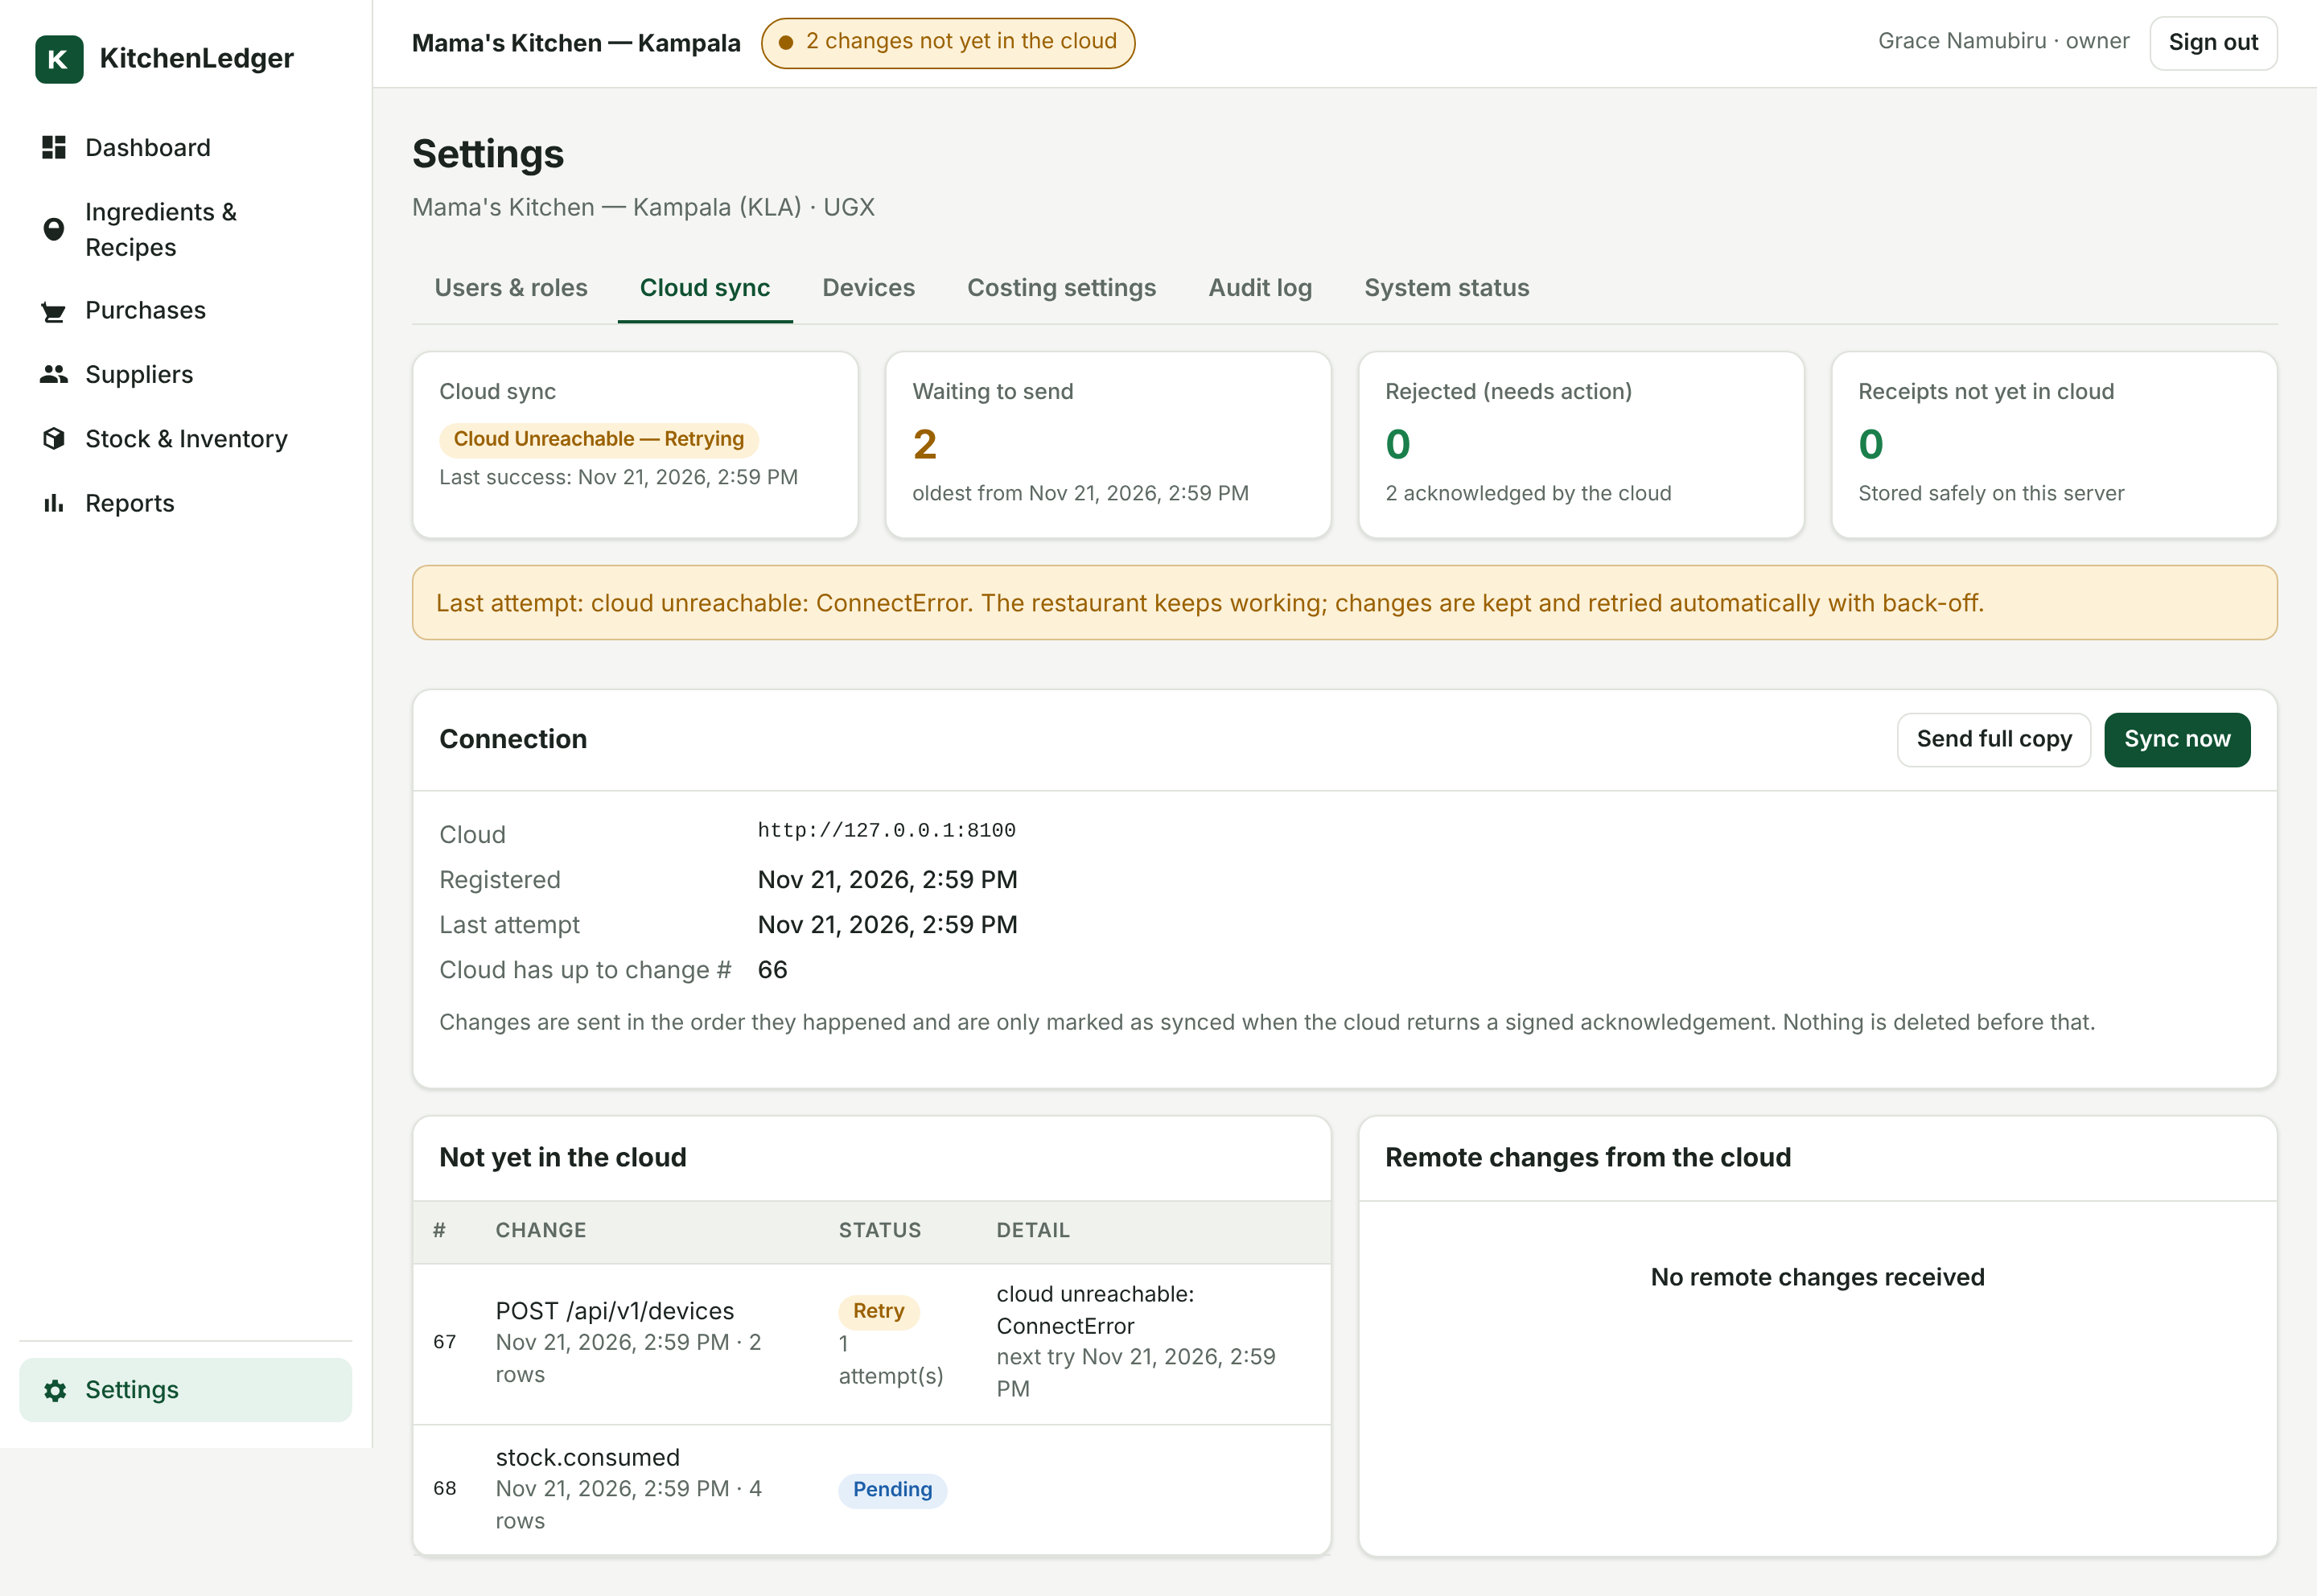 K KitchenLedger
Dashboard
Ingredients &
Recipes
Purchases
Suppliers
Stock & Inventory
Reports
Settings
Mama's Kitchen — Kampala
2 changes not yet in the cloud
Grace Namubiru · owner
Sign out
Settings
Mama's Kitchen — Kampala (KLA) · UGX
Users & roles
Cloud sync
Devices
Costing settings
Audit log
System status
Cloud sync
Cloud Unreachable — Retrying
Last success: Nov 21, 2026, 2:59 PM
Waiting to send
2
oldest from Nov 21, 2026, 2:59 PM
Rejected (needs action)
0
2 acknowledged by the cloud
Receipts not yet in cloud
0
Stored safely on this server
Last attempt: cloud unreachable: ConnectError. The restaurant keeps working; changes are kept and retried automatically with back-off.
Connection
Send full copy
Sync now
Cloud http://127.0.0.1:8100
Registered Nov 21, 2026, 2:59 PM
Last attempt Nov 21, 2026, 2:59 PM
Cloud has up to change # 66
Changes are sent in the order they happened and are only marked as synced when the cloud returns a signed acknowledgement. Nothing is deleted before that.
Not yet in the cloud
# CHANGE STATUS DETAIL
67
POST /api/v1/devices
Nov 21, 2026, 2:59 PM · 2
rows
Retry
1
attempt(s)
cloud unreachable:
ConnectError
next try Nov 21, 2026, 2:59
PM
68
stock.consumed
Nov 21, 2026, 2:59 PM · 4
rows
Pending
Remote changes from the cloud
No remote changes received